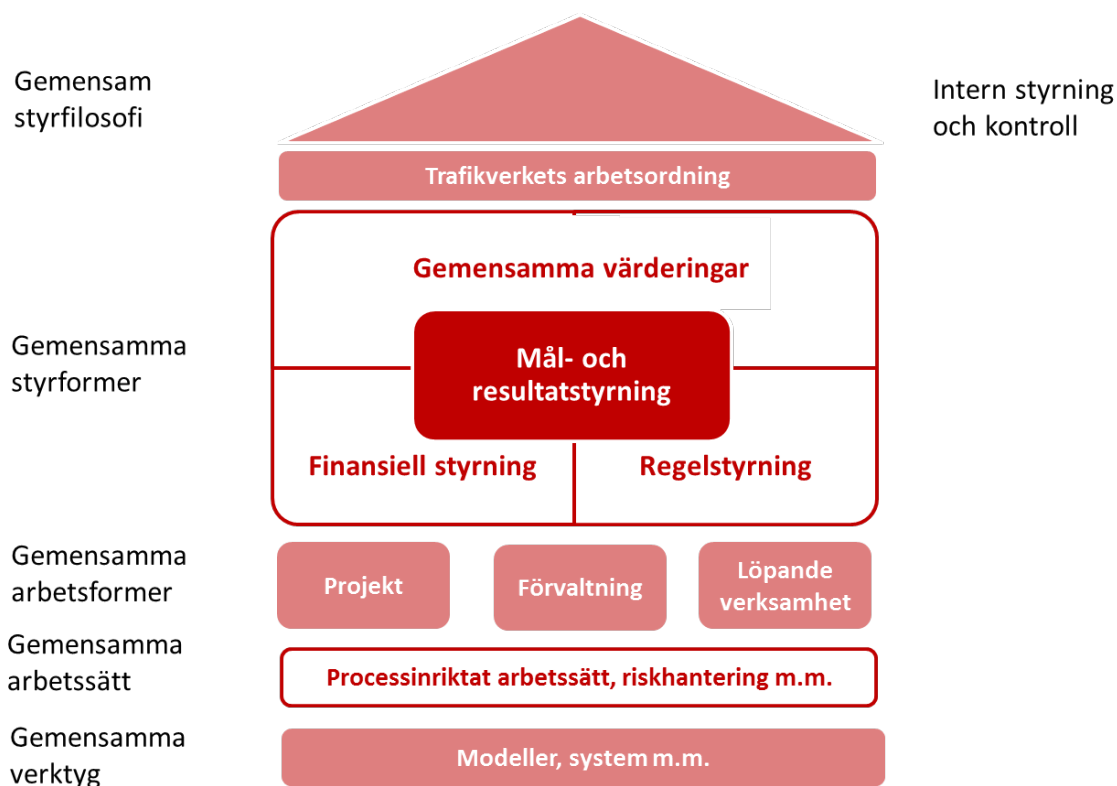 Gemensam
styrfilosofi
Intern styrning
och kontroll
Trafikverkets arbetsordning
Gemensamma värderingar
Gemensamma
styrformer
Mål- och
resultatstyrning
Finansiell styrning
Regelstyrning
Gemensamma
arbetsformer
Projekt
Förvaltning
Löpande
verksamhet
Gemensamma
arbetssätt
Processinriktat arbetssätt, riskhantering m.m.
Gemensamma
verktyg
Modeller, system m.m.